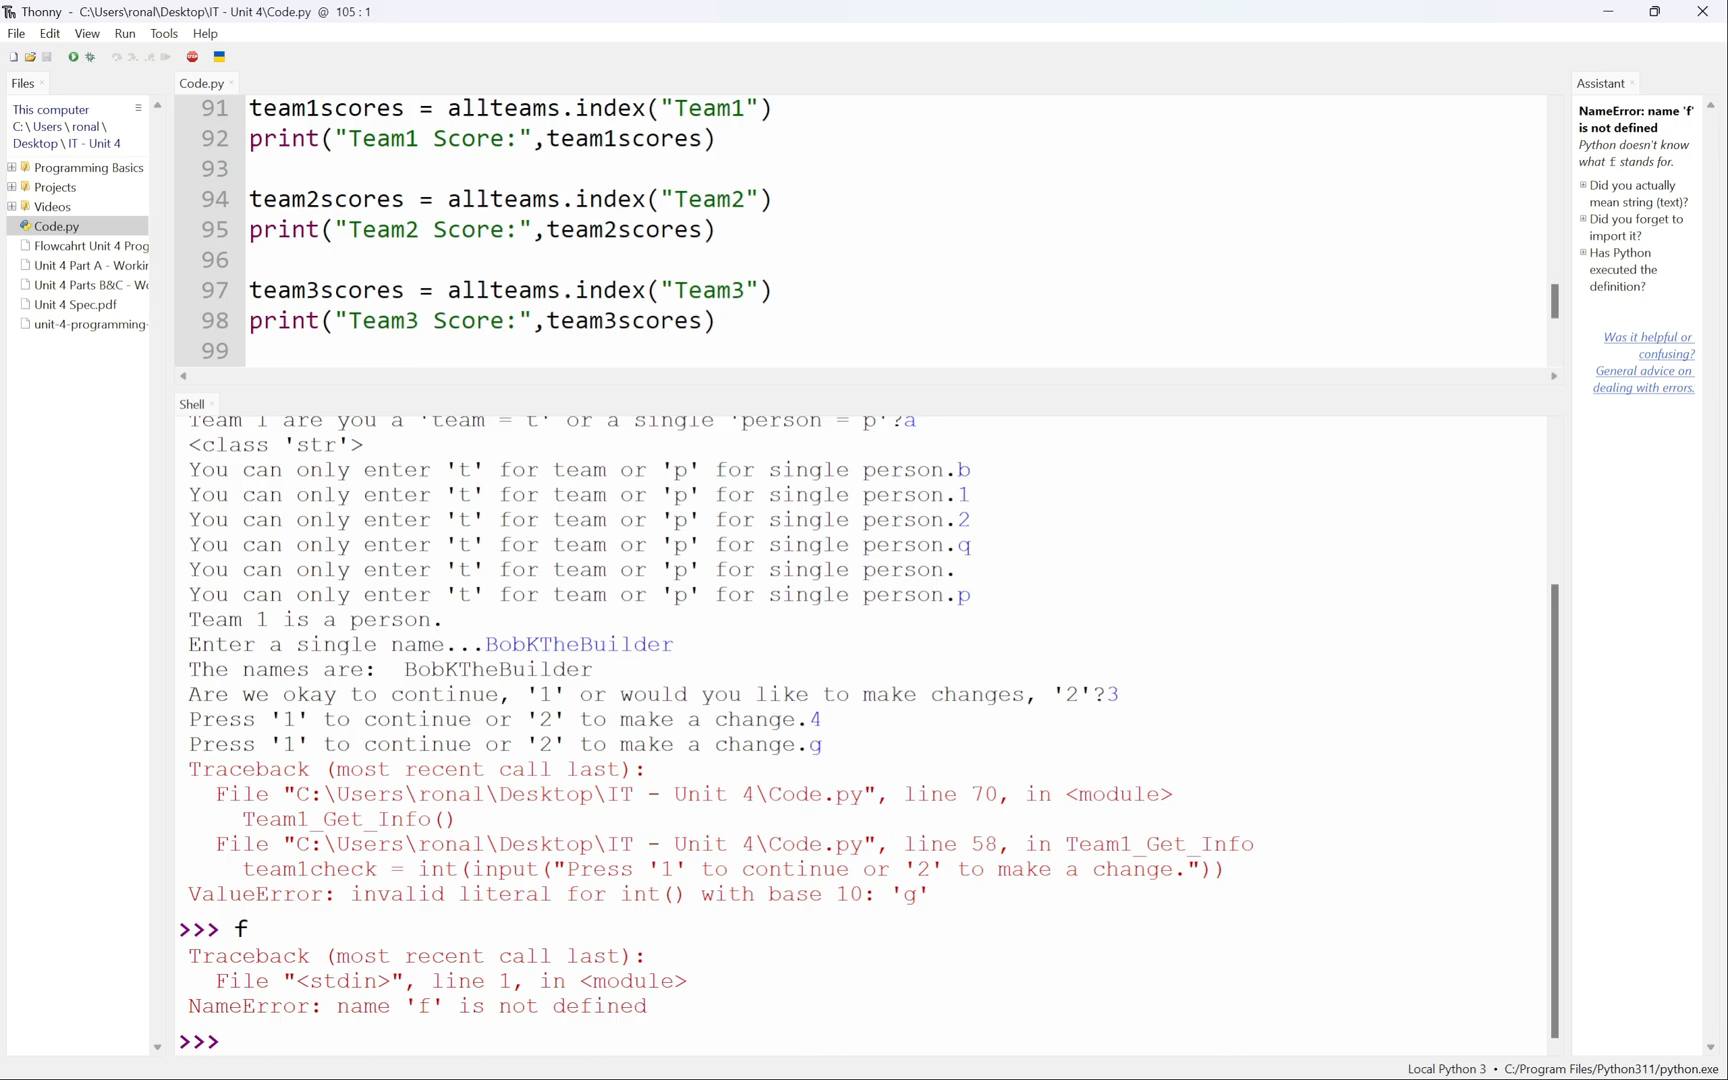 Thonny - C:\Users\ronal\Desktop\IT - Unit 4\Code.py @ 105 : 1
File Edit View Run Tools Help
Files
This computer
C: \ Users \ ronal \
Desktop \ IT - Unit 4
Programming Basics
Projects
Videos
Code.py
Flowcahrt Unit 4 Prog
Unit 4 Part A - Workin
Unit 4 Parts B&C - Wo
Unit 4 Spec.pdf
unit-4-programming-
Code.py
91 team1scores = allteams.index("Team1")
92 print("Team1 Score:",team1scores)
93
94 team2scores = allteams.index("Team2")
95 print("Team2 Score:",team2scores)
96
97 team3scores = allteams.index("Team3")
98 print("Team3 Score:",team3scores)
99
Shell
Team 1 are you a 'team = t' or a single 'person = p'?a
<class 'str'>
You can only enter 't' for team or 'p' for single person.b
You can only enter 't' for team or 'p' for single person.1
You can only enter 't' for team or 'p' for single person.2
You can only enter 't' for team or 'p' for single person.q
You can only enter 't' for team or 'p' for single person.
You can only enter 't' for team or 'p' for single person.p
Team 1 is a person.
Enter a single name...BobKTheBuilder
The names are:  BobKTheBuilder
Are we okay to continue, '1' or would you like to make changes, '2'?3
Press '1' to continue or '2' to make a change.4
Press '1' to continue or '2' to make a change.g
Traceback (most recent call last):
File "C:\Users\ronal\Desktop\IT - Unit 4\Code.py", line 70, in <module>
Team1_Get_Info()
File "C:\Users\ronal\Desktop\IT - Unit 4\Code.py", line 58, in Team1_Get_Info
team1check = int(input("Press '1' to continue or '2' to make a change."))
ValueError: invalid literal for int() with base 10: 'g'
>>> f
Traceback (most recent call last):
File "<stdin>", line 1, in <module>
NameError: name 'f' is not defined
>>>
Assistant
NameError: name 'f'
is not defined
Python doesn't know
what f stands for.
Did you actually
mean string (text)?
Did you forget to
import it?
Has Python
executed the
definition?
Was it helpful or
confusing?
General advice on
dealing with errors.
Local Python 3 • C:/Program Files/Python311/python.exe